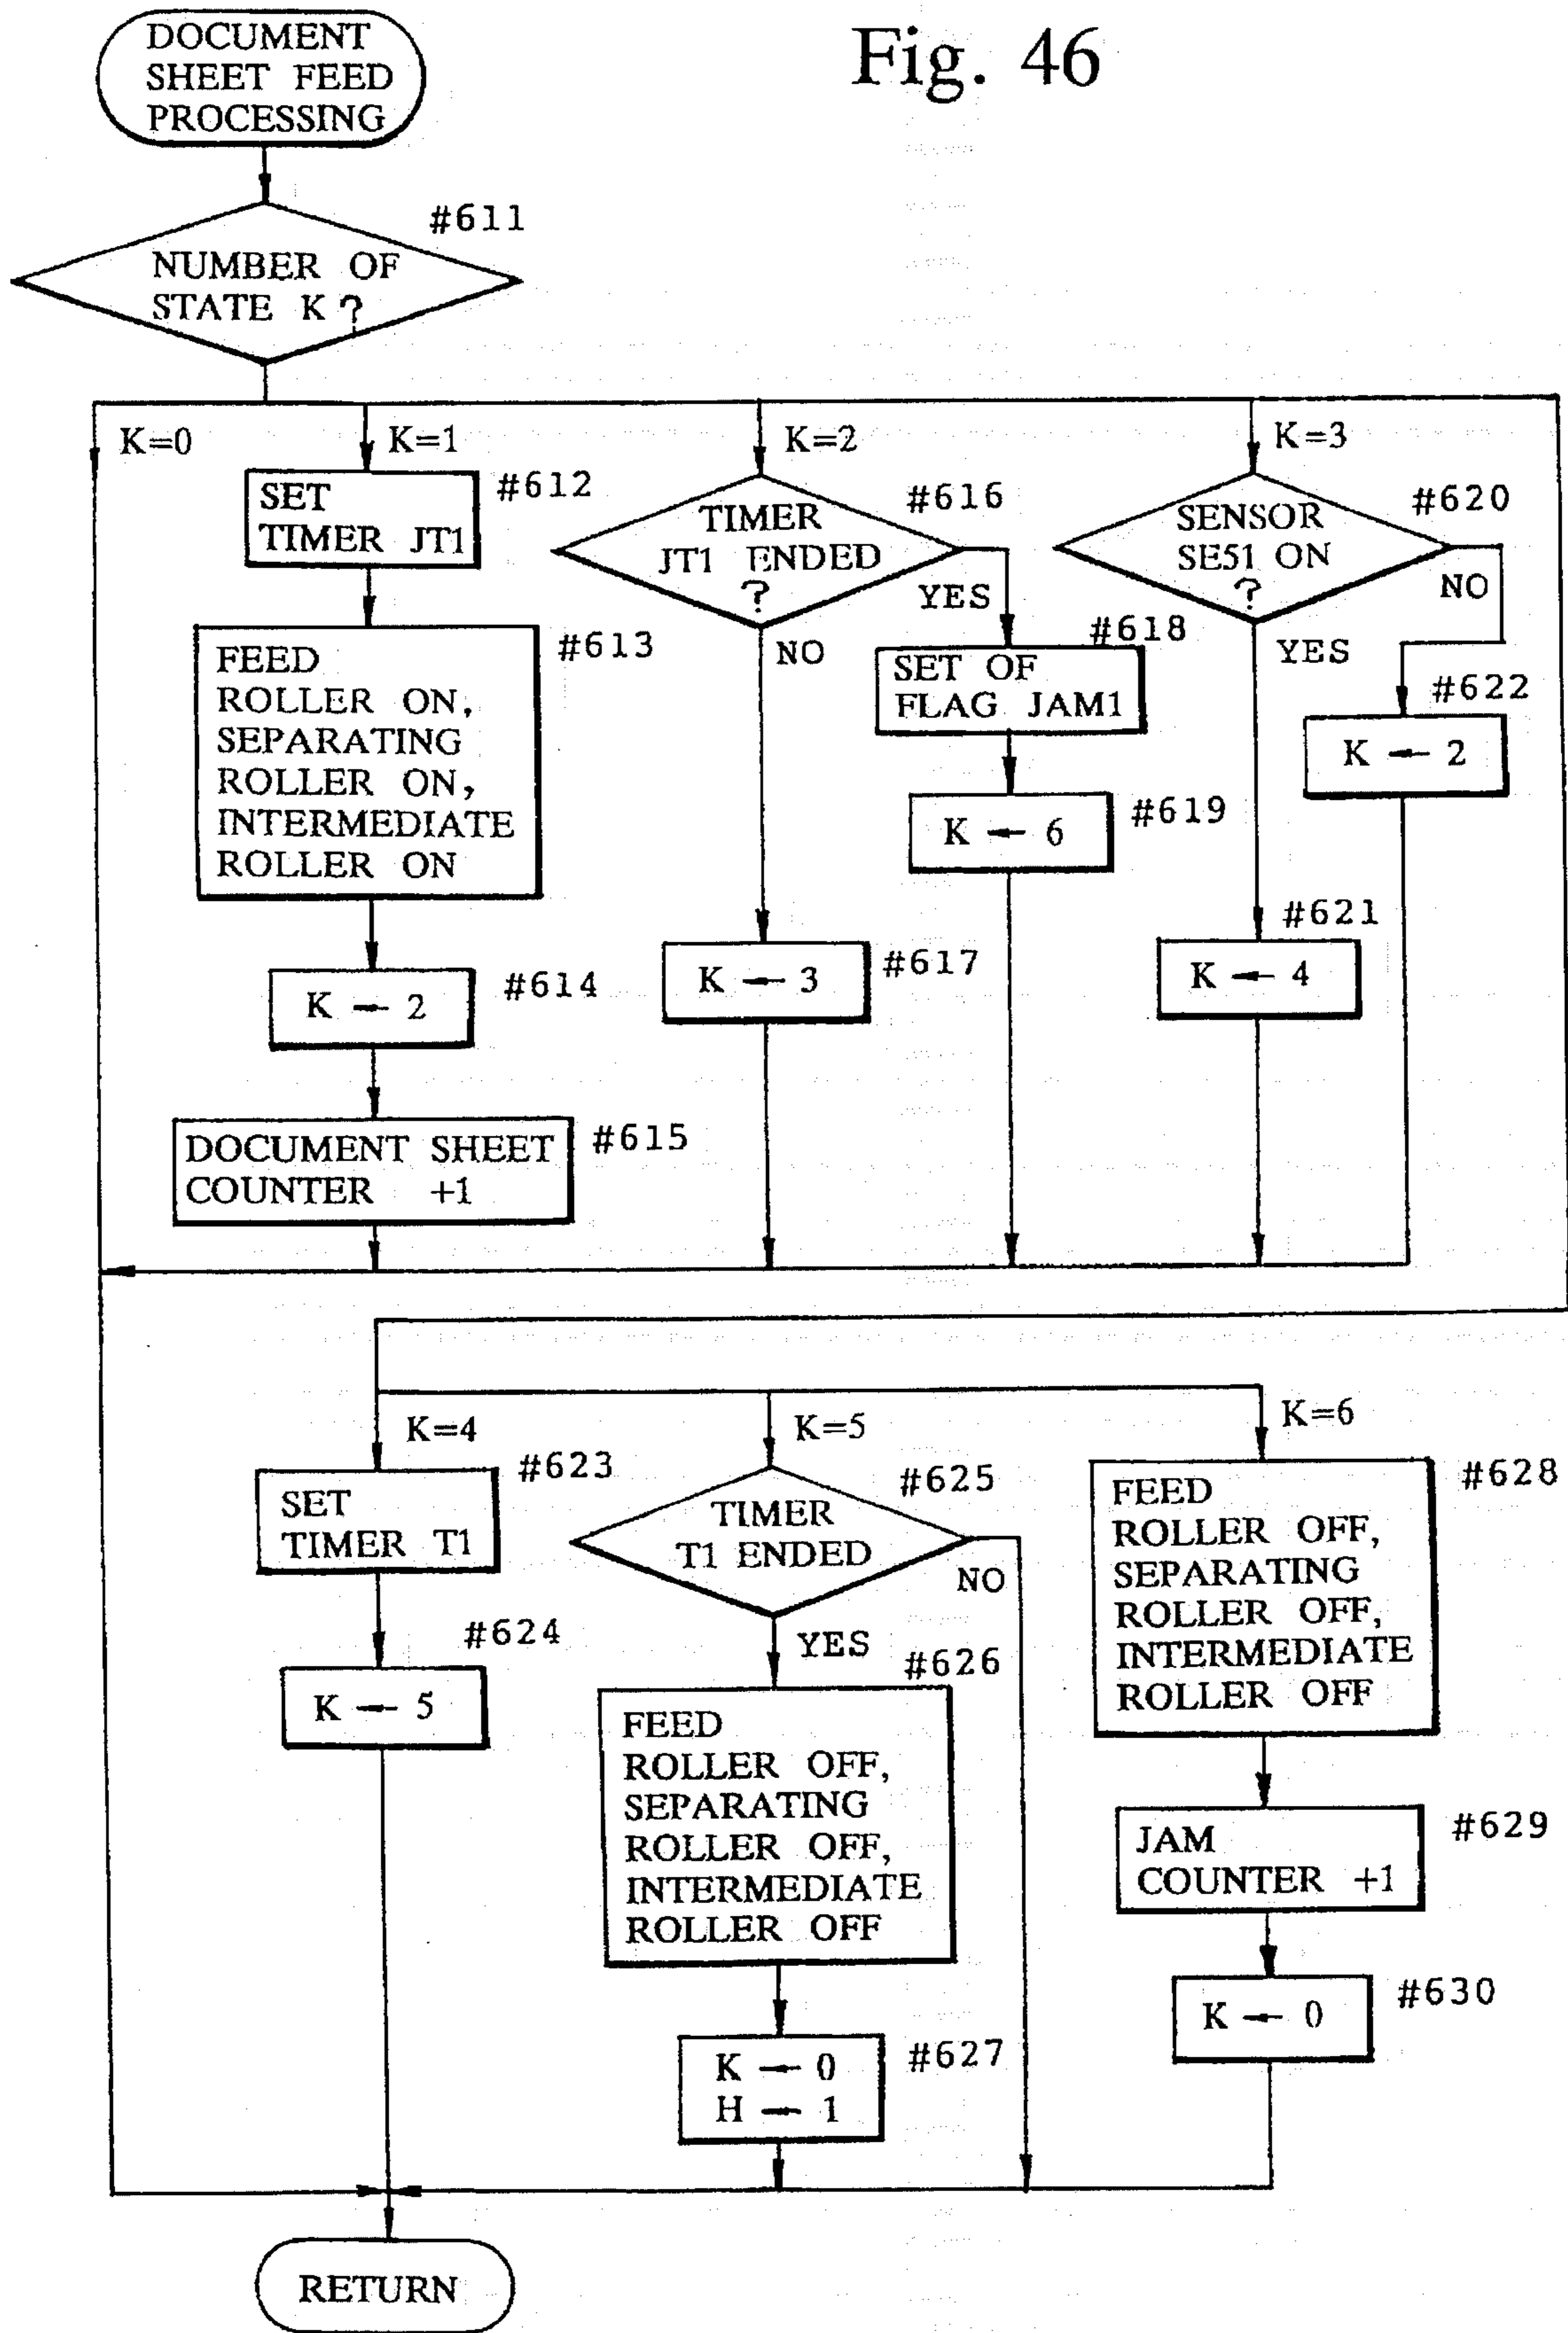 Fig. 46
DOCUMENT
SHEET FEED
PROCESSING
#611
NUMBER OF
STATE K ?
K=0
K=1
K=2
K=3
#612
SET
TIMER JT1
#616
TIMER
JT1 ENDED
?
YES
NO
#620
SENSOR
SE51 ON
?
NO
YES
#613
FEED
ROLLER ON,
SEPARATING
ROLLER ON,
INTERMEDIATE
ROLLER ON
#618
SET OF
FLAG JAM1
#622
K ← 2
#619
K ← 6
#614
K ← 2
#617
K ← 3
#621
K ← 4
#615
DOCUMENT SHEET
COUNTER +1
K=4
K=5
K=6
#623
SET
TIMER T1
#625
TIMER
T1 ENDED
NO
YES
#628
FEED
ROLLER OFF,
SEPARATING
ROLLER OFF,
INTERMEDIATE
ROLLER OFF
#624
K ← 5
#626
FEED
ROLLER OFF,
SEPARATING
ROLLER OFF,
INTERMEDIATE
ROLLER OFF
#629
JAM
COUNTER +1
#630
K ← 0
#627
K ← 0
H ← 1
RETURN